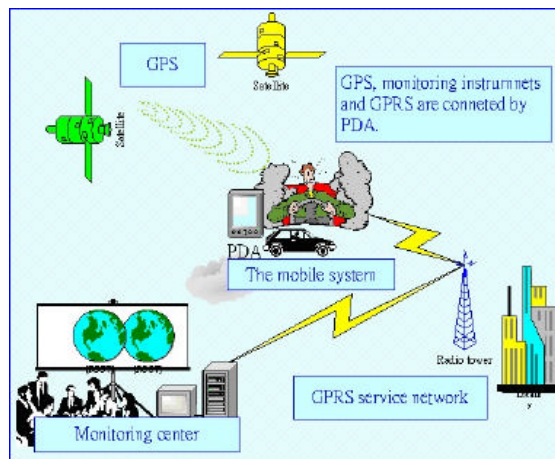 GPS
Satellite
Satellite
GPS, monitoring instrumnets
and GPRS are conneted by
PDA.
PDA
The mobile system
Radio tower
GPRS service network
Monitoring center